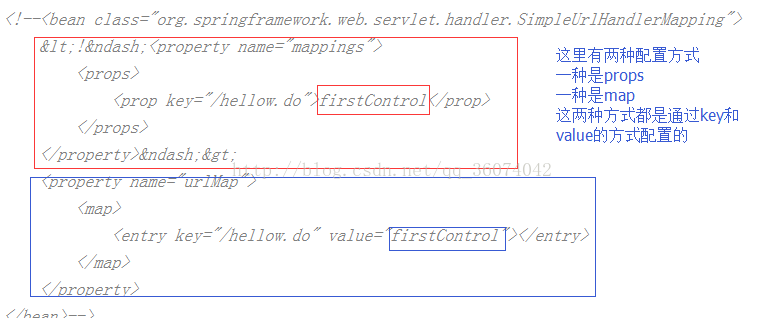 <!--<bean class="org.springframework.web.servlet.handler.SimpleUrlHandlerMapping">
&lt;!&ndash;<property name="mappings">
<props>
<prop key="/hellow.do">firstControl</prop>
</props>
</property>&ndash;&gt;
这里有两种配置方式
一种是props
一种是map
这两种方式都是通过key和
value的方式配置的
http://blog.csdn.net/qq_36074042
<property name="urlMap">
<map>
<entry key="/hellow.do" value="firstControl"></entry>
</map>
</property>
</bean>-->